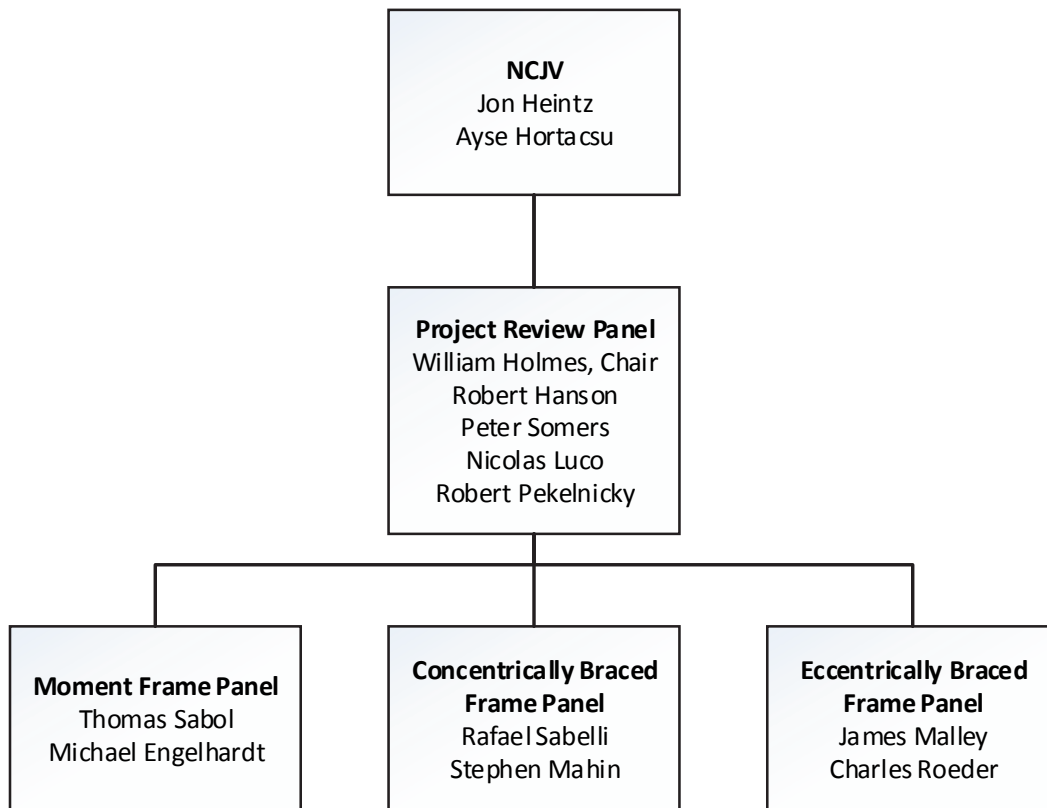 NCJV
Jon Heintz
Ayse Hortacsu
Project Review Panel
William Holmes, Chair
Robert Hanson
Peter Somers
Nicolas Luco
Robert Pekelnicky
Moment Frame Panel
Thomas Sabol
Michael Engelhardt
Concentrically Braced
Frame Panel
Rafael Sabelli
Stephen Mahin
Eccentrically Braced
Frame Panel
James Malley
Charles Roeder